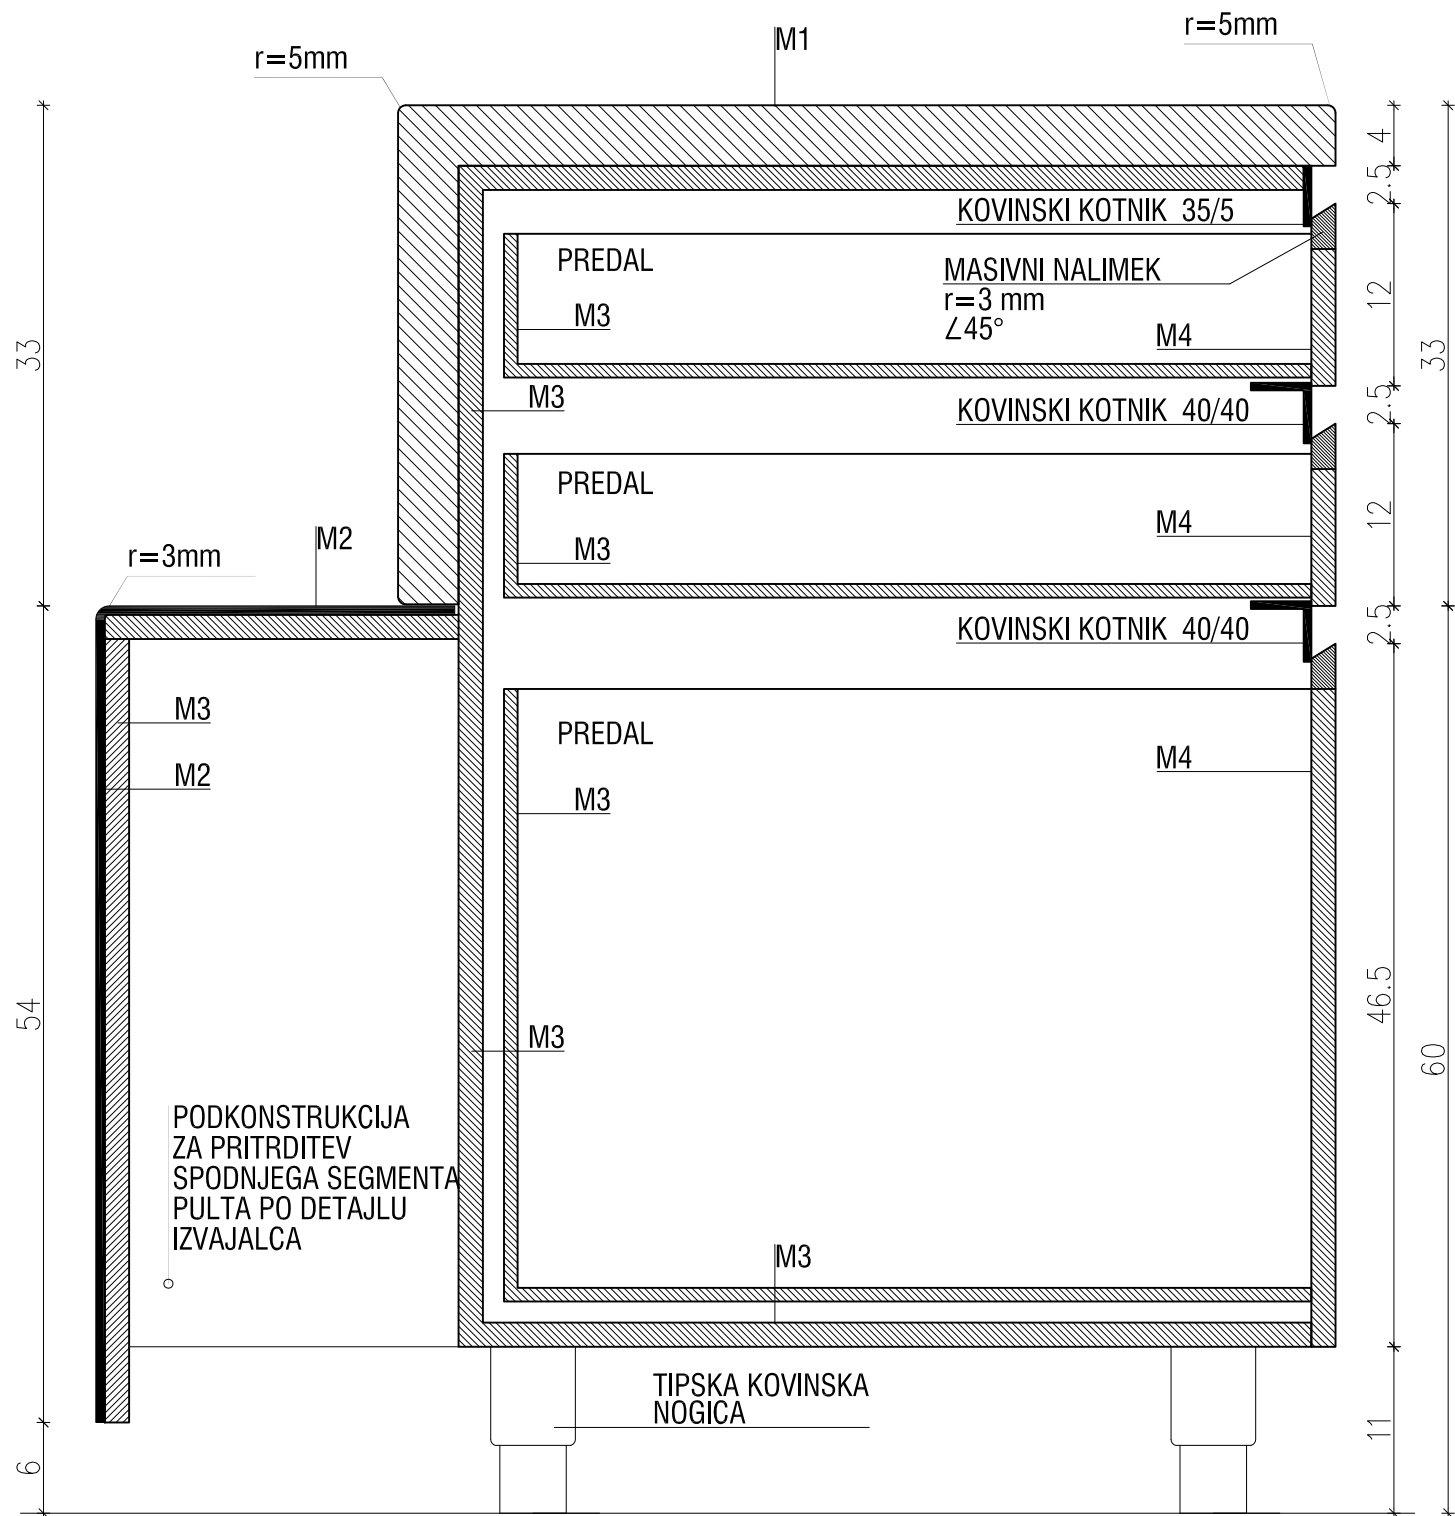 r=5mm
M1
r=5mm
4
2.5
KOVINSKI KOTNIK 35/5
PREDAL
MASIVNI NALIMEK
r=3 mm
∠45°
M3
12
M4
33
33
M3
KOVINSKI KOTNIK 40/40
2.5
PREDAL
M4
12
M3
M2
r=3mm
KOVINSKI KOTNIK 40/40
2.5
M3
PREDAL
M4
M2
M3
54
46.5
M3
60
PODKONSTRUKCIJA
ZA PRITRDITEV
SPODNJEGA SEGMENTA
PULTA PO DETAJLU
IZVAJALCA
M3
TIPSKA KOVINSKA
NOGICA
11
6